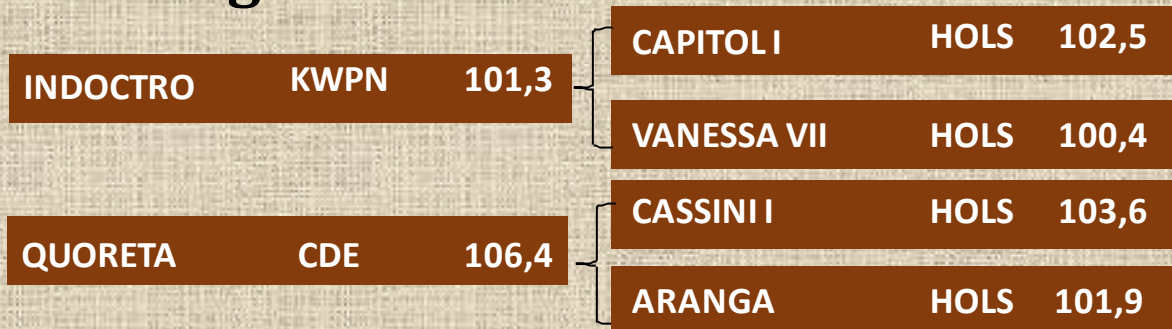 CAPITOL I HOLS 102,5
INDOCTRO KWPN 101,3
VANESSA VII HOLS 100,4
CASSINI I HOLS 103,6
QUORETA CDE 106,4
ARANGA HOLS 101,9